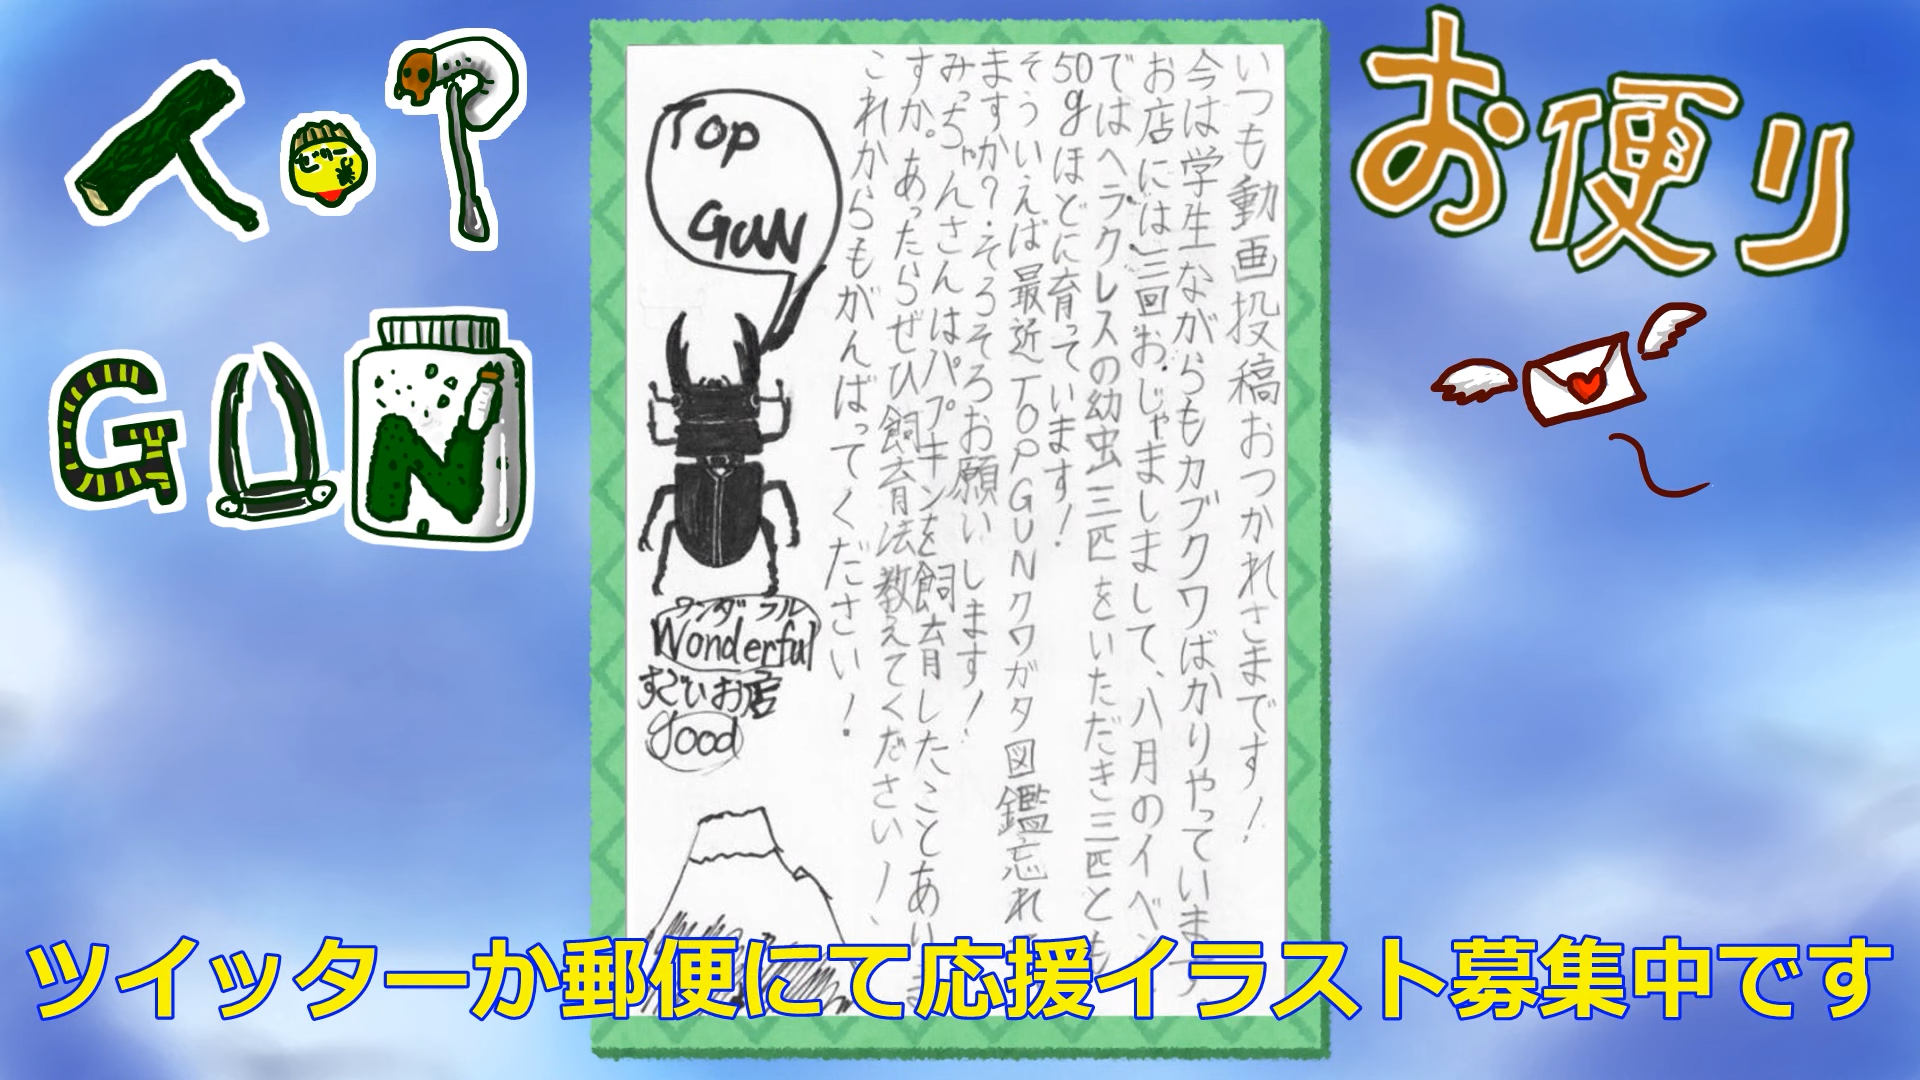 トップ
GUN
ゼリー
お便り
いつも動画投稿おつかれさまです!
今は学生ながらもカブクワばかりやっています。
お店には、三回おじゃましまして、八月のイベン
ではヘラクレスの幼虫三匹をいただき三匹とも
50gほどに育っています!
そういえば最近TOPGUNクワガタ図鑑忘れて
ますか?そろそろお願いします!
みっちゃんさんはパプキンを飼育したことありま
すか。あったらぜひ飼育法教えてください!
これからもがんばってください!
Top
GUN
ワンダフル
Wonderful
すごいお店
good
ツイッターか郵便にて応援イラスト募集中です